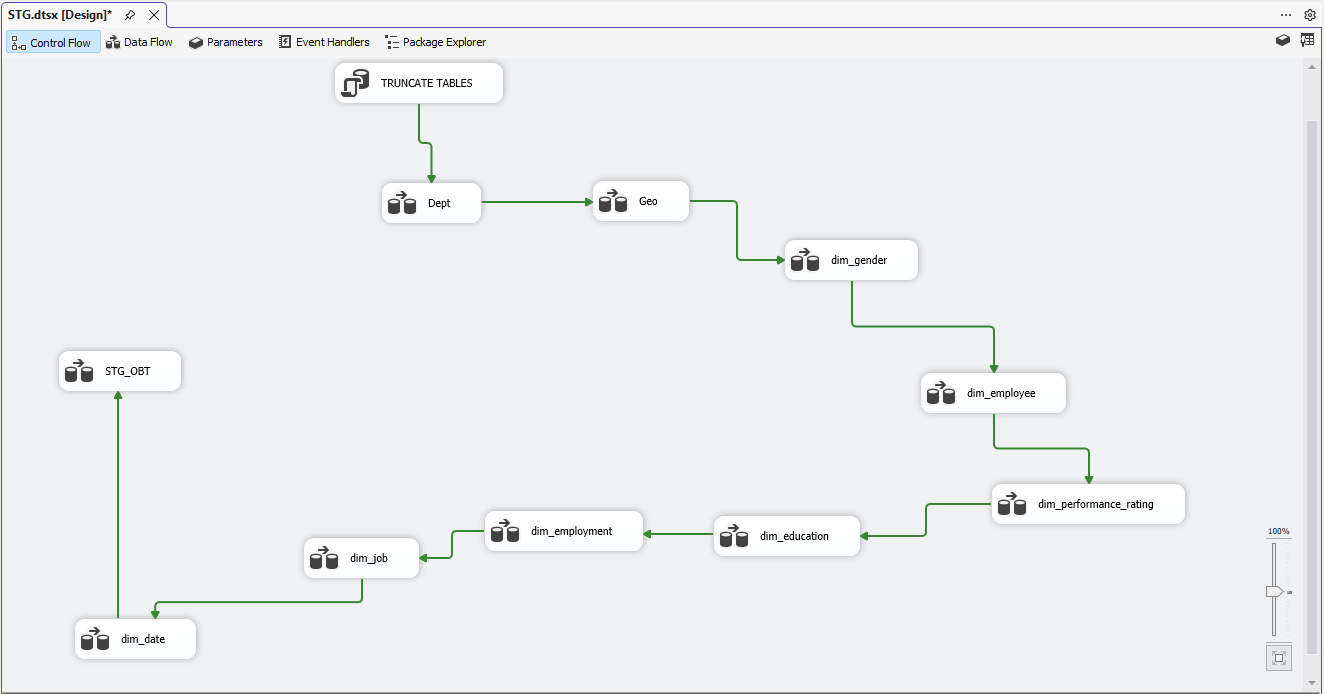 STG.dtsx [Design]*
Control Flow Data Flow Parameters Event Handlers Package Explorer
TRUNCATE TABLES
Dept
Geo
dim_gender
STG_OBT
dim_employee
dim_performance_rating
dim_education
dim_employment
dim_job
dim_date
100%